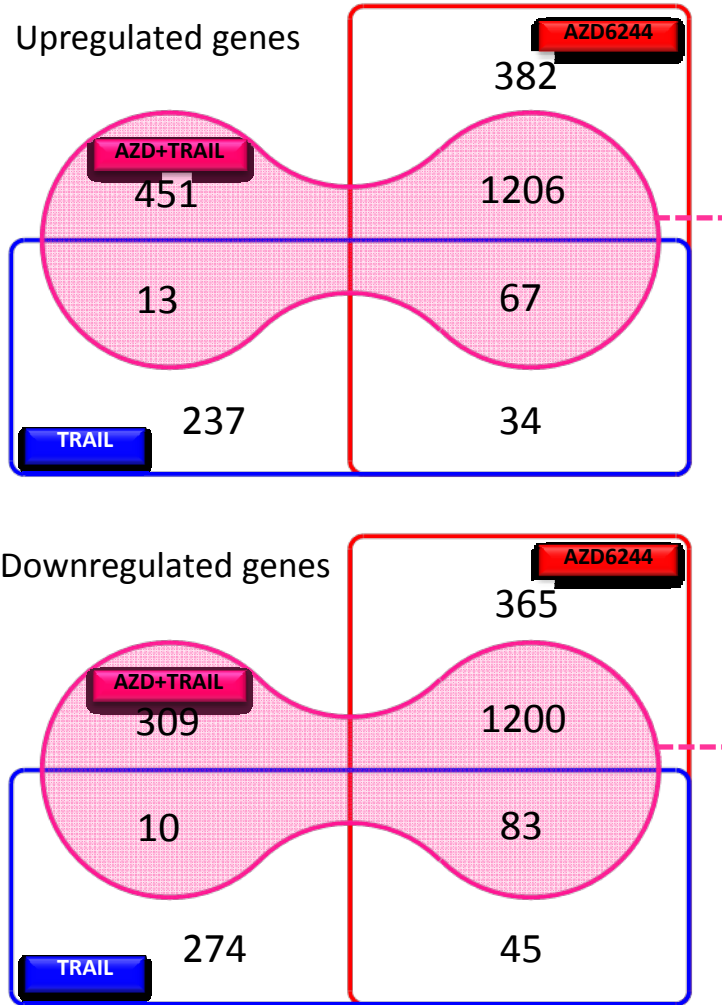 Upregulated genes
AZD6244
382
AZD+TRAIL
451
1206
13
67
237
34
TRAIL
Downregulated genes
AZD6244
365
AZD+TRAIL
309
1200
10
83
274
45
TRAIL